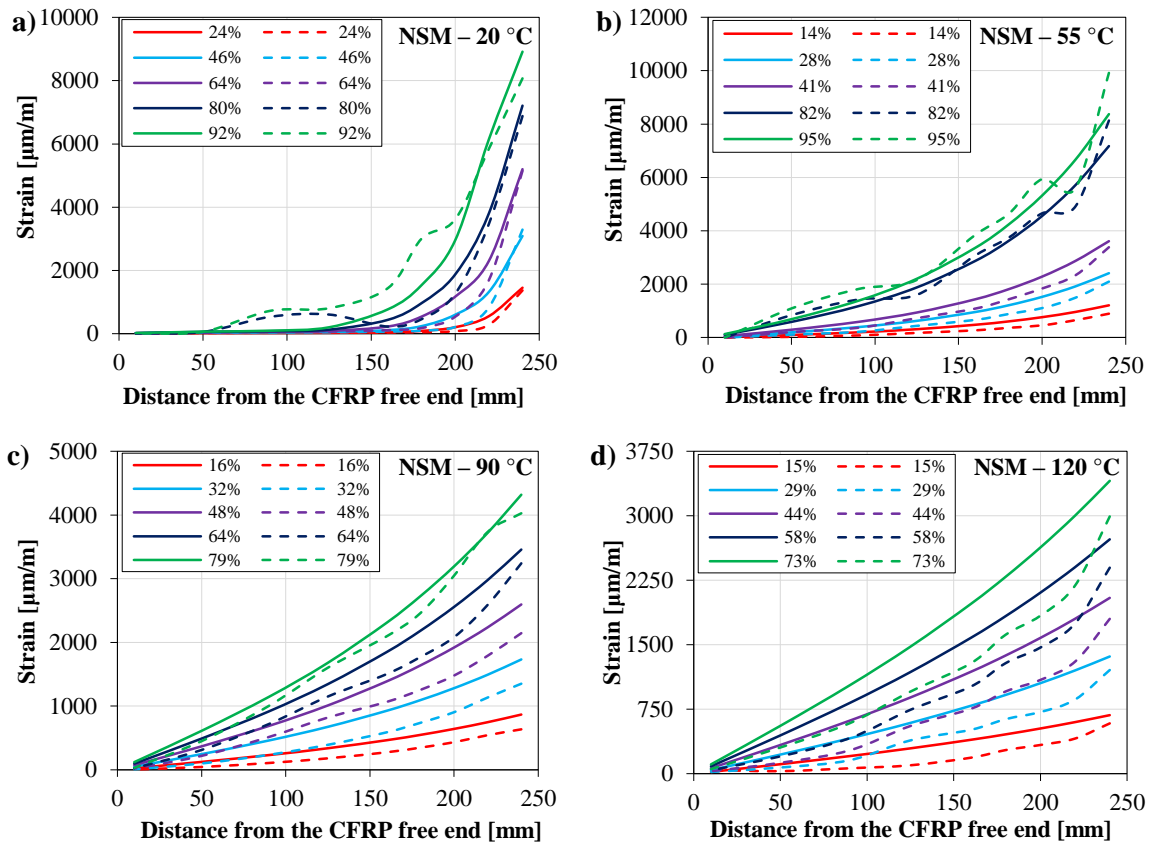 a)
NSM – 20 °C
24% 24%
46% 46%
64% 64%
80% 80%
92% 92%
10000
8000
6000
4000
2000
0
0 50 100 150 200 250
Strain [µm/m]
Distance from the CFRP free end [mm]
b)
NSM – 55 °C
14% 14%
28% 28%
41% 41%
82% 82%
95% 95%
12000
10000
8000
6000
4000
2000
0
0 50 100 150 200 250
Strain [µm/m]
Distance from the CFRP free end [mm]
c)
NSM – 90 °C
16% 16%
32% 32%
48% 48%
64% 64%
79% 79%
5000
4000
3000
2000
1000
0
0 50 100 150 200 250
Strain [µm/m]
Distance from the CFRP free end [mm]
d)
NSM – 120 °C
15% 15%
29% 29%
44% 44%
58% 58%
73% 73%
3750
3000
2250
1500
750
0
0 50 100 150 200 250
Strain [µm/m]
Distance from the CFRP free end [mm]